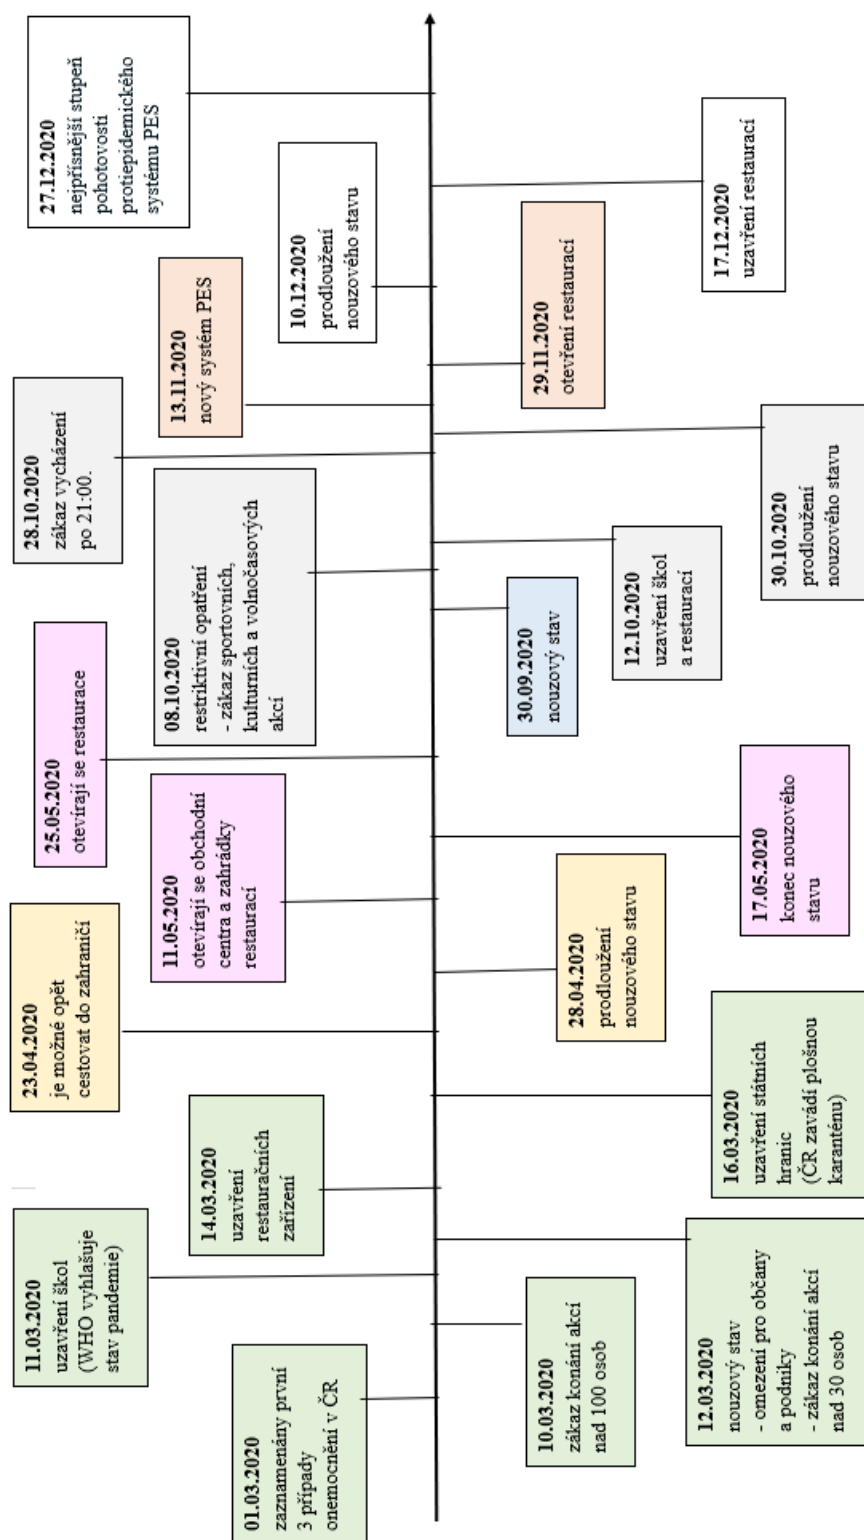 01.03.2020
zaznamenány první
3 případy
onemocnění v ČR
10.03.2020
zákaz konání akcí
nad 100 osob
11.03.2020
uzavření škol
(WHO vyhlašuje
stav pandemie)
12.03.2020
nouzový stav
- omezení pro občany
a podniky
- zákaz konání akcí
nad 30 osob
14.03.2020
uzavření
restauračních
zařízení
16.03.2020
uzavření státních
hranic
(ČR zavádí plošnou
karanténu)
23.04.2020
je možné opět
cestovat do zahraničí
28.04.2020
prodloužení
nouzového stavu
11.05.2020
otevírají se obchodní
centra a zahrádky
restaurací
17.05.2020
konec nouzového
stavu
25.05.2020
otevírají se restaurace
30.09.2020
nouzový stav
08.10.2020
restriktivní opatření
- zákaz sportovních,
kulturních a volnočasových
akcí
12.10.2020
uzavření škol
a restaurací
28.10.2020
zákaz vycházení
po 21:00.
30.10.2020
prodloužení
nouzového stavu
13.11.2020
nový systém PES
29.11.2020
otevření restaurací
10.12.2020
prodloužení
nouzového stavu
17.12.2020
uzavření restaurací
27.12.2020
nejpřísnější stupeň
pohotovosti
protiepidemického
systému PES